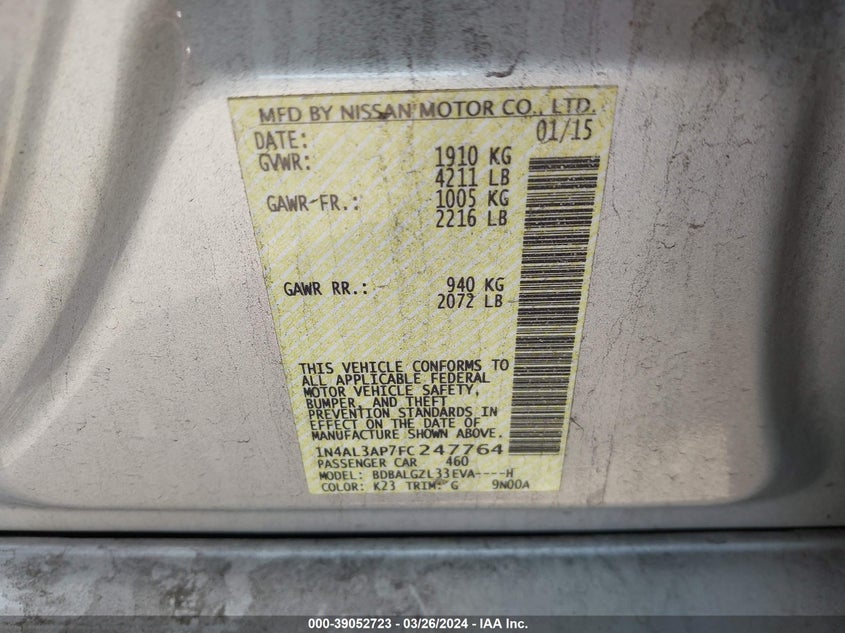 MFD BY NISSAN MOTOR CO., LTD.
DATE: 01/15
GVWR: 1910 KG
4211 LB
GAWR-FR.: 1005 KG
2216 LB
GAWR RR.: 940 KG
2072 LB
THIS VEHICLE CONFORMS TO
ALL APPLICABLE FEDERAL
MOTOR VEHICLE SAFETY,
BUMPER, AND THEFT
PREVENTION STANDARDS IN
EFFECT ON THE DATE OF
MANUFACTURE SHOWN ABOVE.
1N4AL3AP7FC247764
PASSENGER CAR 460
MODEL: BDBALGZL33EVA----H
COLOR: K23 TRIM: G 9N00A
000-39052723 - 03/26/2024 - IAA Inc.